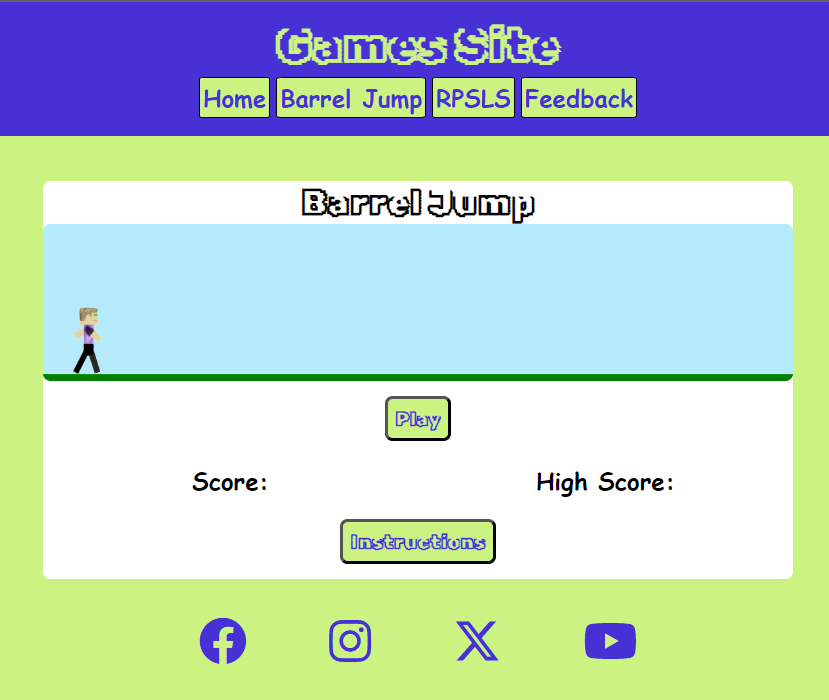 Games Site
Home Barrel Jump RPSLS Feedback
Barrel Jump
Play
Score: High Score:
Instructions